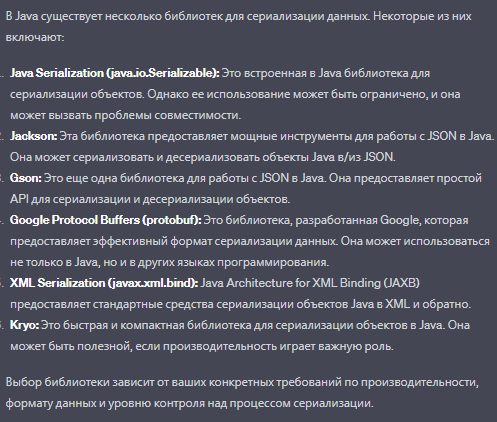 В Java существует несколько библиотек для сериализации данных. Некоторые из них
включают:
Java Serialization (java.io.Serializable): Это встроенная в Java библиотека для
сериализации объектов. Однако ее использование может быть ограничено, и она
может вызвать проблемы совместимости.
Jackson: Эта библиотека предоставляет мощные инструменты для работы с JSON в Java.
Она может сериализовать и десериализовать объекты Java в/из JSON.
Gson: Это еще одна библиотека для работы с JSON в Java. Она предоставляет простой
API для сериализации и десериализации объектов.
Google Protocol Buffers (protobuf): Это библиотека, разработанная Google, которая
предоставляет эффективный формат сериализации данных. Она может использоваться
не только в Java, но и в других языках программирования.
XML Serialization (javax.xml.bind): Java Architecture for XML Binding (JAXB)
предоставляет стандартные средства сериализации объектов Java в XML и обратно.
Kryo: Это быстрая и компактная библиотека для сериализации объектов в Java. Она
может быть полезной, если производительность играет важную роль.
Выбор библиотеки зависит от ваших конкретных требований по производительности,
формату данных и уровню контроля над процессом сериализации.